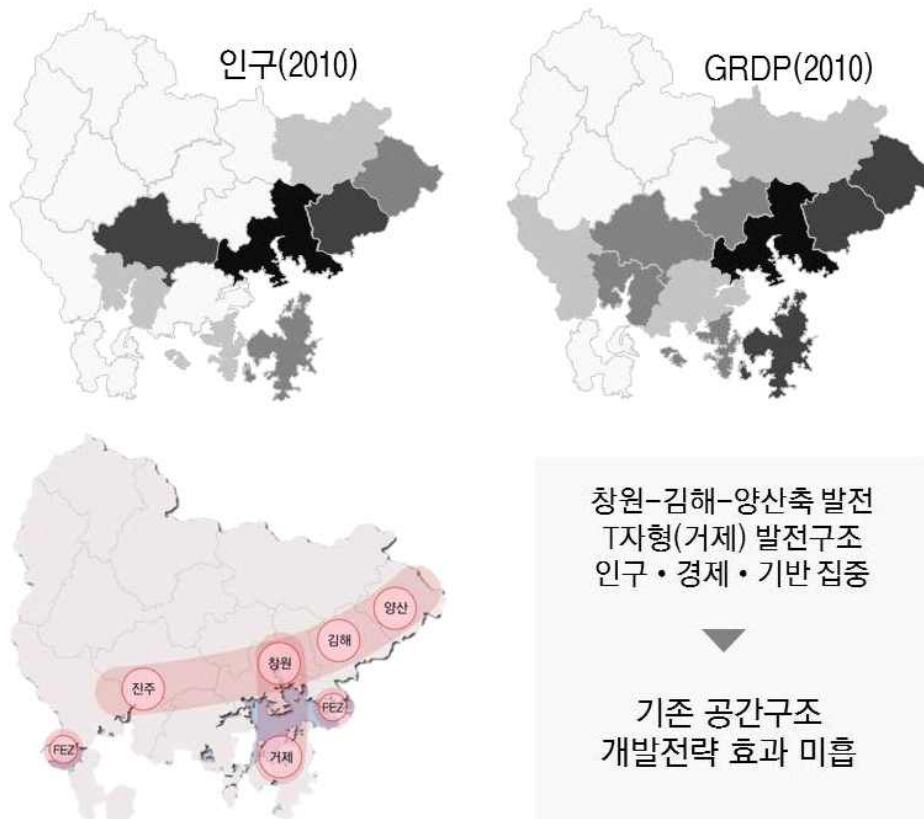 인구(2010)
GRDP(2010)
양산
김해
창원
진주
FEZ
FEZ
거제
창원-김해-양산축 발전
T자형(거제) 발전구조
인구・경제・기반 집중
기존 공간구조
개발전략 효과 미흡